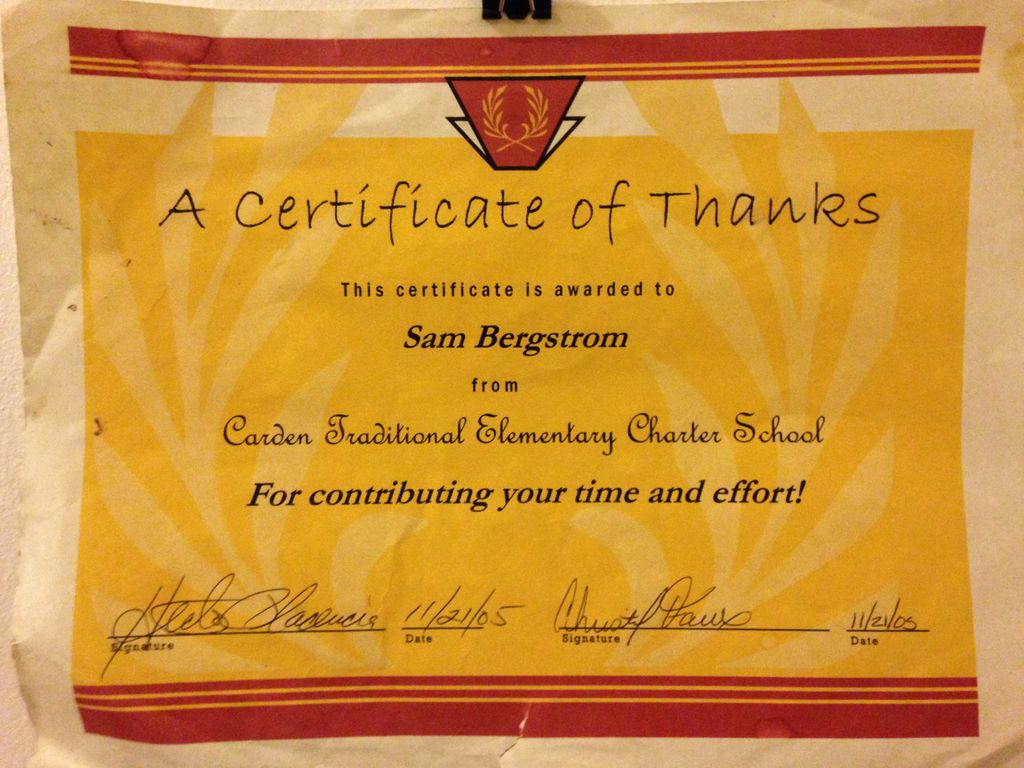 A Certificate of Thanks
This certificate is awarded to
Sam Bergstrom
from
Carden Traditional Elementary Charter School
For contributing your time and effort!
11/21/05 11/21/05
Signature Date Signature Date